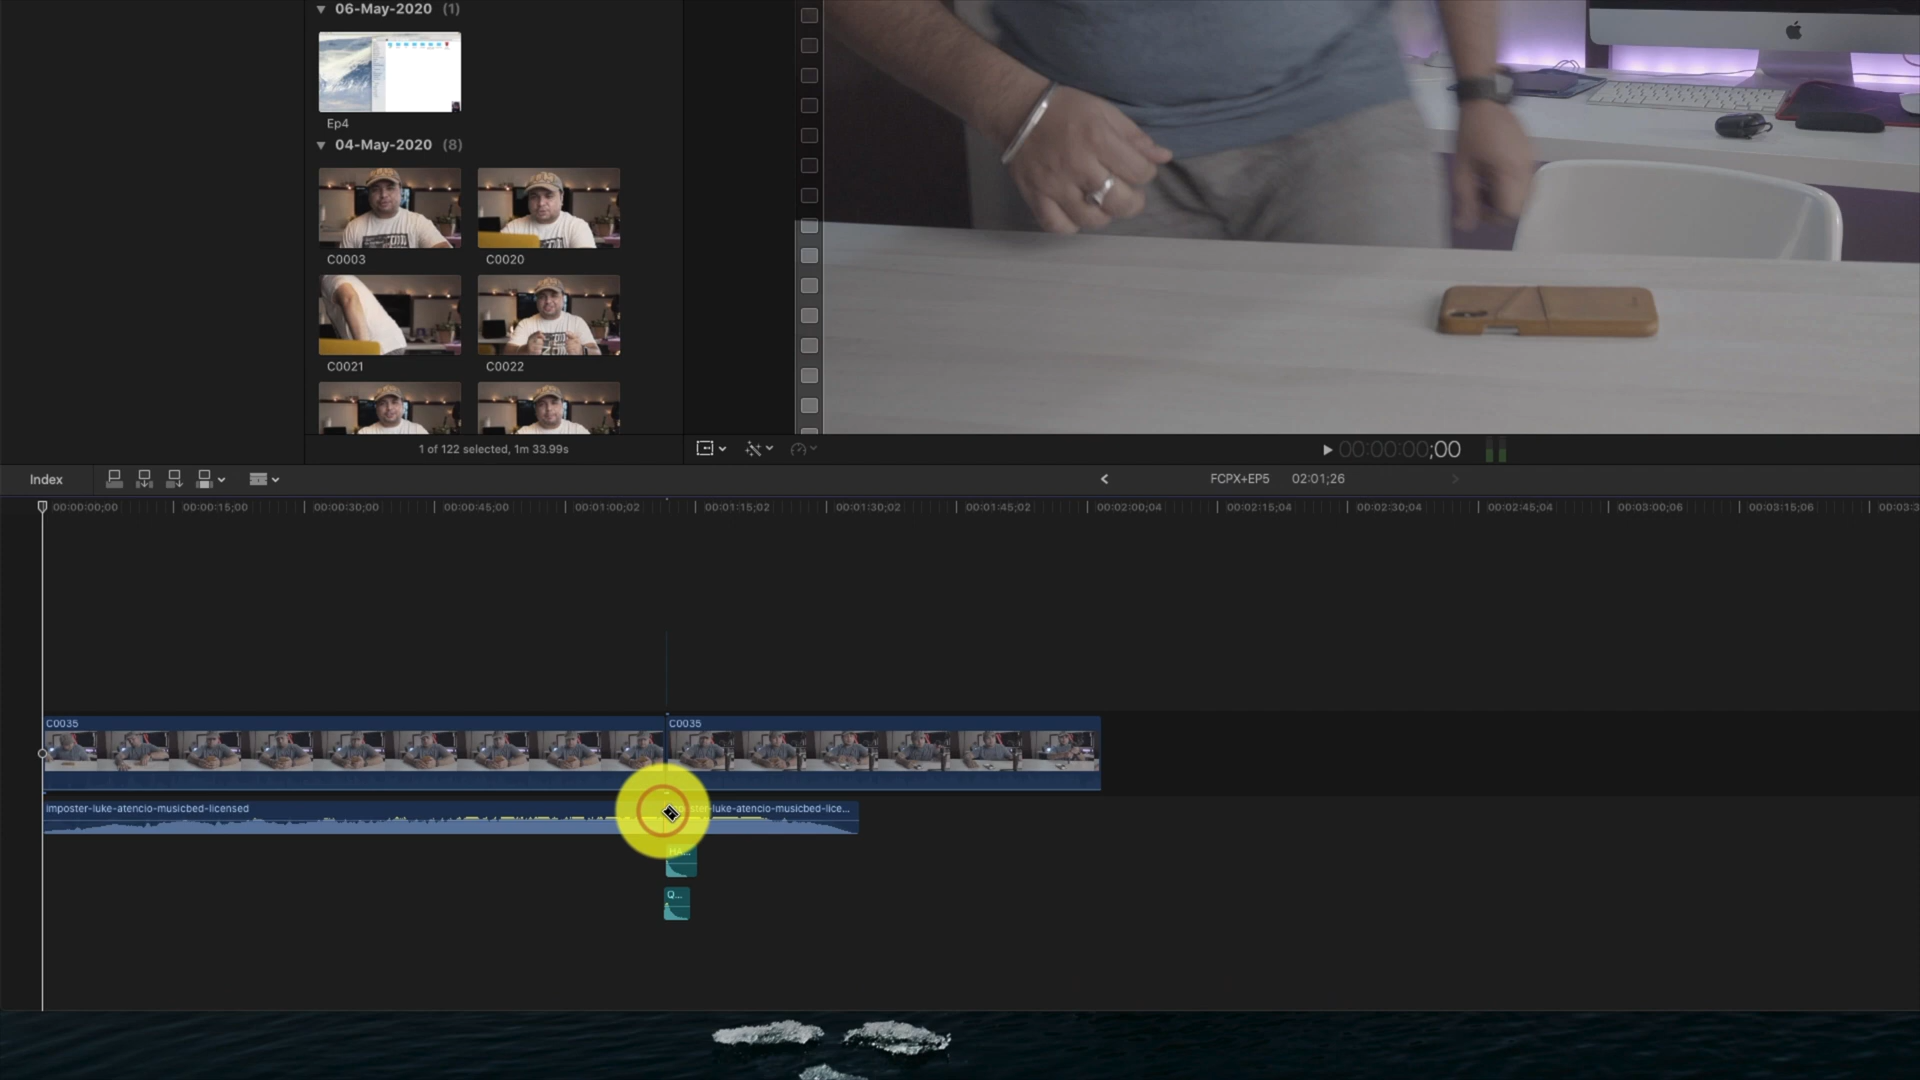 06-May-2020 (1)
Ep4
04-May-2020 (8)
C0003
C0020
C0021
C0022
1 of 122 selected, 1m 33.99s
00:00:00;00
Index
FCPX+EP5 02:01;26
00:00:00;00
00:00:15;00
00:00:30;00
00:00:45;00
00:01:00;02
00:01:15;02
00:01:30;02
00:01:45;02
00:02:00;04
00:02:15;04
00:02:30;04
00:02:45;04
00:03:00;06
00:03:15;06
C0035
C0035
imposter-luke-atencio-musicbed-licensed
ster-luke-atencio-musicbed-lice...
HA...
Q...